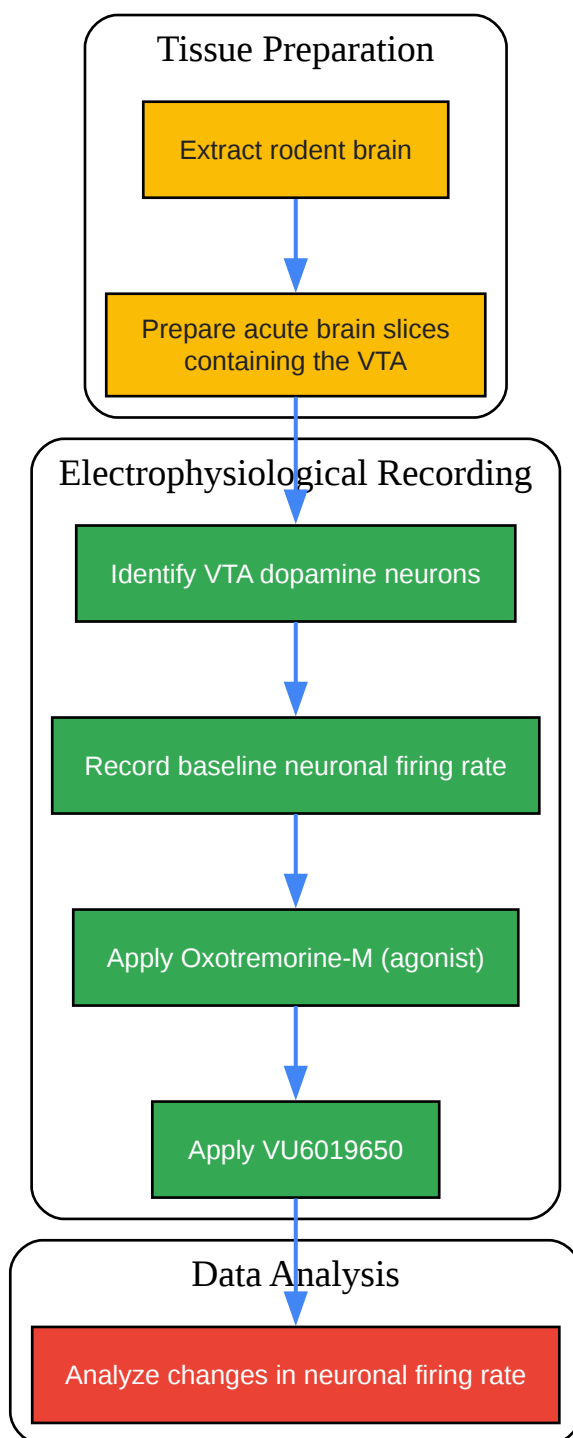 Tissue Preparation
Extract rodent brain
Prepare acute brain slices
containing the VTA
Electrophysiological Recording
Identify VTA dopamine neurons
Record baseline neuronal firing rate
Apply Oxotremorine-M (agonist)
Apply VU6019650
Data Analysis
Analyze changes in neuronal firing rate